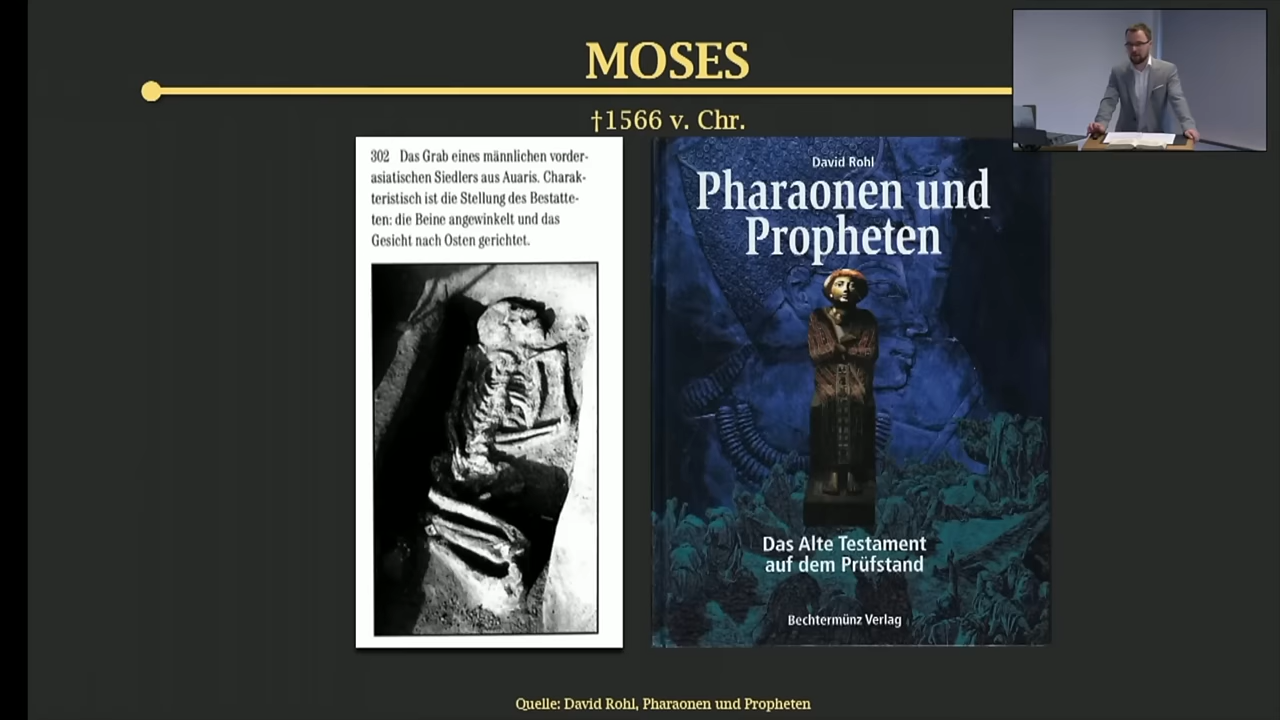 MOSES
†1566 v. Chr.
302 Das Grab eines männlichen vorder-
asiatischen Siedlers aus Auaris. Charak-
teristisch ist die Stellung des Bestatte-
ten: die Beine angewinkelt und das
Gesicht nach Osten gerichtet.
David Rohl
Pharaonen und
Propheten
Das Alte Testament
auf dem Prüfstand
Bechtermünz Verlag
Quelle: David Rohl, Pharaonen und Propheten